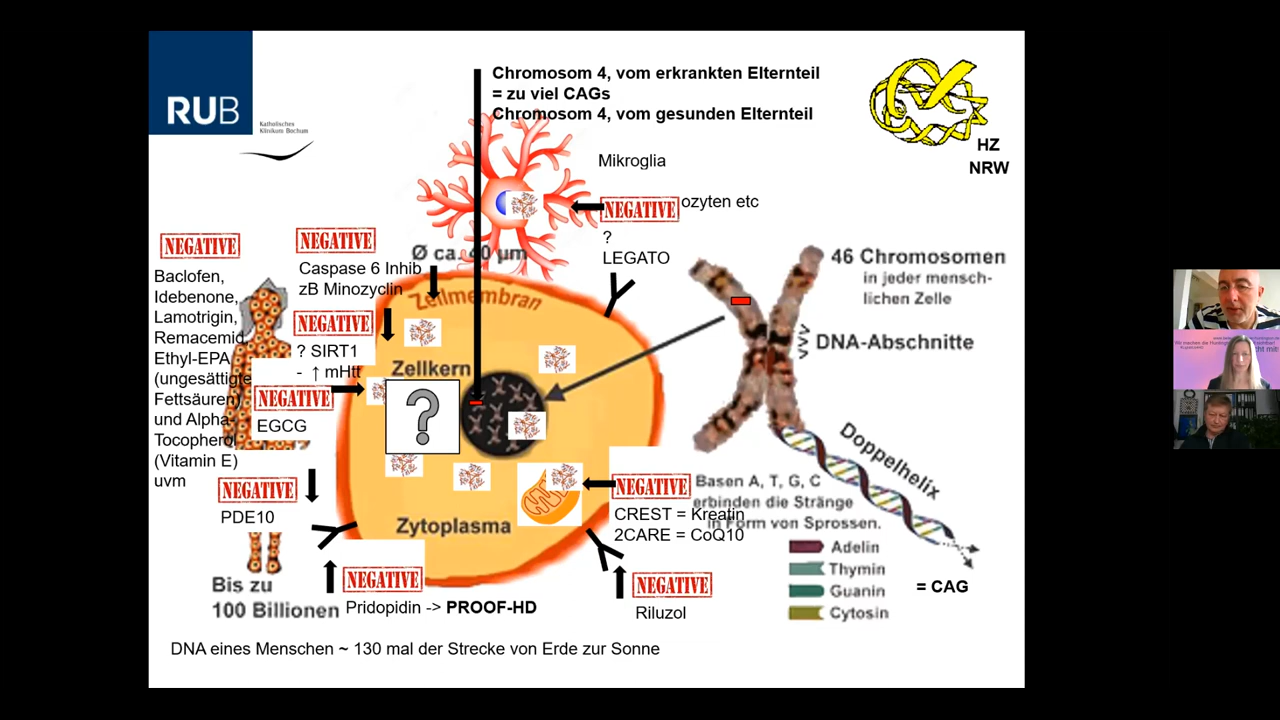 RUB
Katholisches
Klinikum Bochum
Chromosom 4, vom erkrankten Elternteil
= zu viel CAGs
Chromosom 4, vom gesunden Elternteil
HZ
NRW
Mikroglia
NEGATIVE
ozyten etc
?
LEGATO
NEGATIVE
Baclofen,
Idebenone,
Lamotrigin,
Remacemid
Ethyl-EPA
(ungesättigte
Fettsäuren)
und Alpha
Tocopherol
(Vitamin E)
uvm
NEGATIVE
Caspase 6 Inhib
zB Minozyclin
Ø ca. 40 µm
Zellmembran
NEGATIVE
? SIRT1
- ↑ mHtt
Zellkern
NEGATIVE
EGCG
?
46 Chromosomen
in jeder mensch-
lichen Zelle
DNA-Abschnitte
Doppelhelix
NEGATIVE
PDE10
Zytoplasma
NEGATIVE
CREST = Kreatin
2CARE = CoQ10
Basen A, T, G, C
erbinden die Stränge
in Form von Sprossen.
Adelin
Thymin
Guanin
Cytosin
= CAG
Bis zu
100 Billionen
NEGATIVE
Pridopidin -> PROOF-HD
NEGATIVE
Riluzol
DNA eines Menschen ~ 130 mal der Strecke von Erde zur Sonne